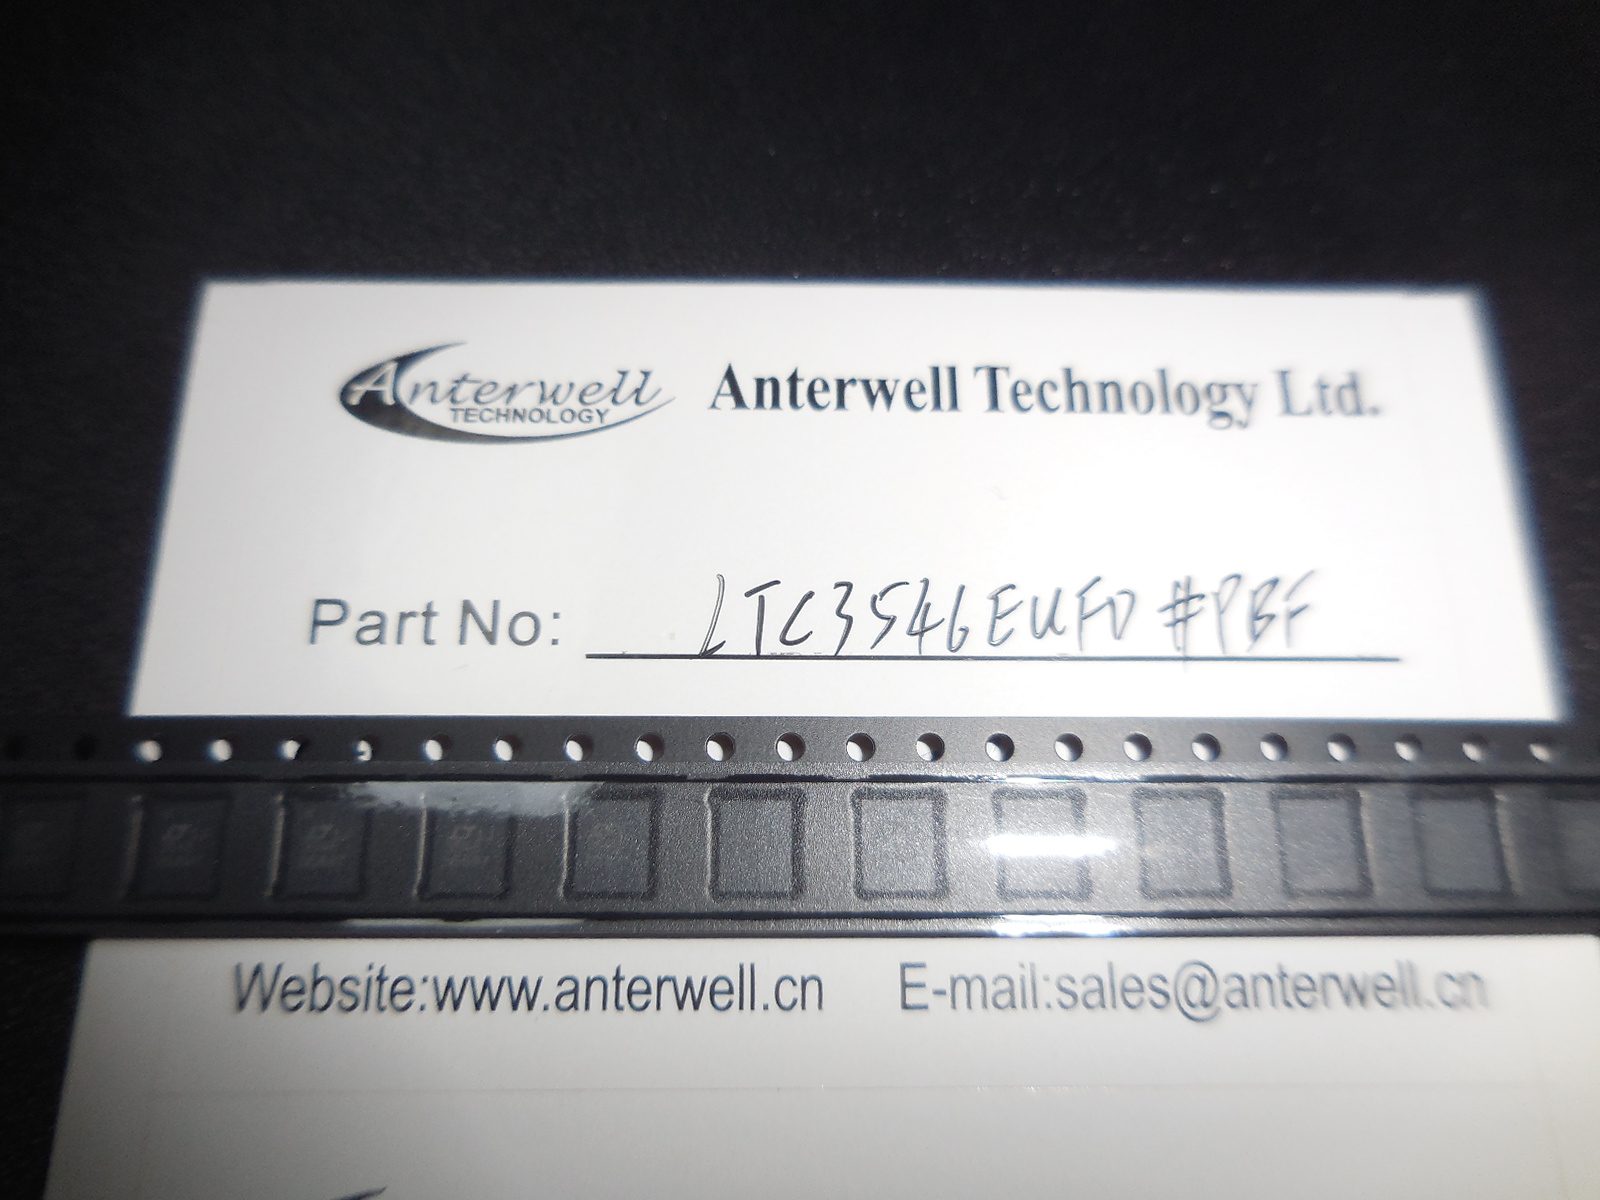 Anterwell TECHNOLOGY Anterwell Technology Ltd.
Part No: LTC3546EUFD #PBF
Website:www.anterwell.cn E-mail:sales@anterwell.cn